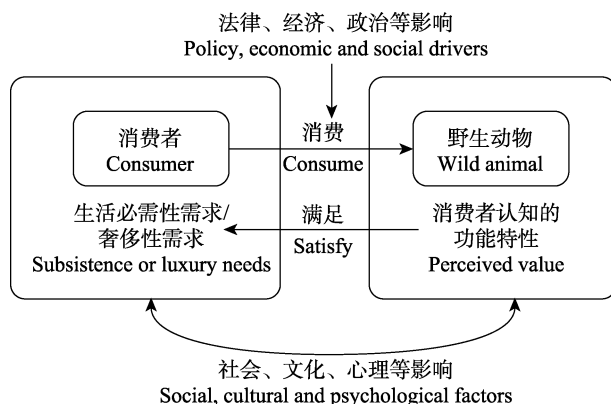 法律、经济、政治等影响
Policy, economic and social drivers
消费者
Consumer
消费
Consume
野生动物
Wild animal
生活必需性需求/
奢侈性需求
Subsistence or luxury needs
满足
Satisfy
消费者认知的
功能特性
Perceived value
社会、文化、心理等影响
Social, cultural and psychological factors